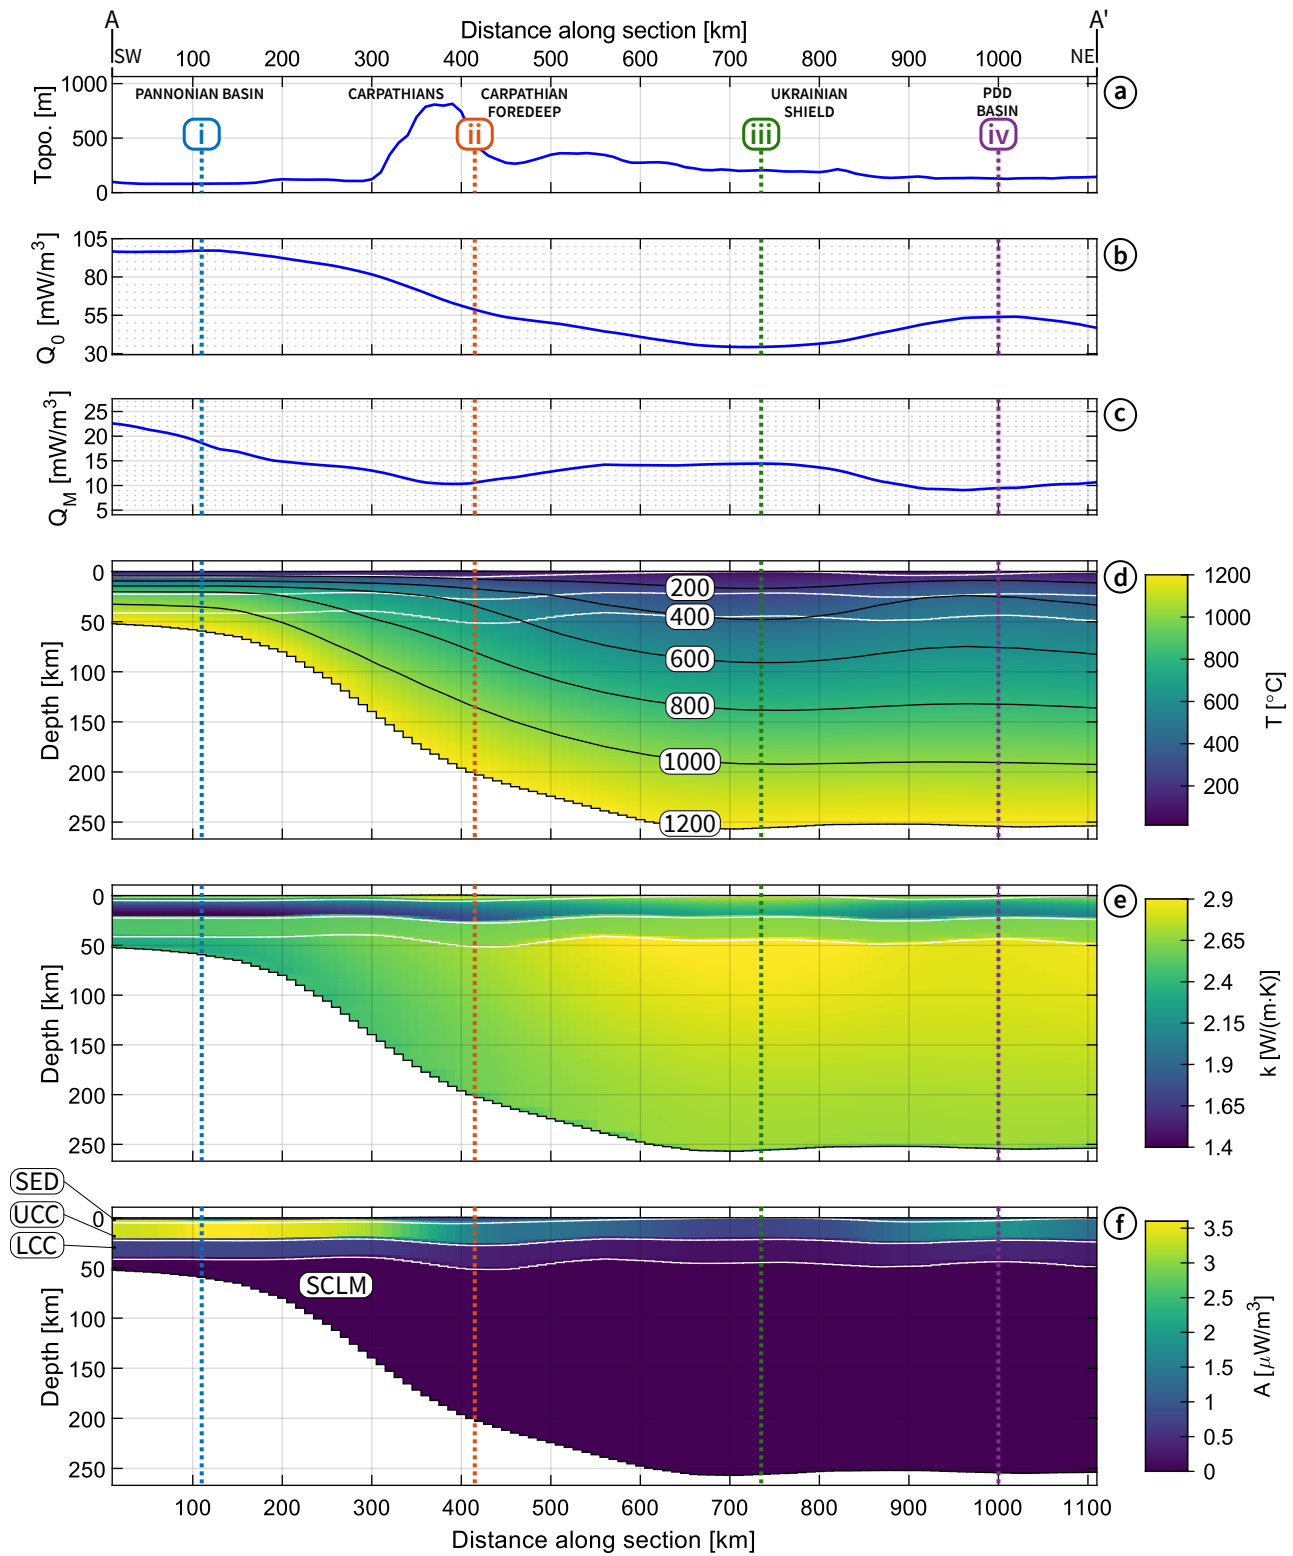 A
A'
Distance along section [km]
SW 100 200 300 400 500 600 700 800 900 1000 NE
Topo. [m]
1000
500
0
PANNONIAN BASIN
CARPATHIANS
CARPATHIAN
FOREDEEP
UKRAINIAN
SHIELD
PDD
BASIN
i
ii
iii
iv
a
Q0 [mW/m3]
105
80
55
30
b
QM [mW/m3]
25
20
15
10
5
c
Depth [km]
0
50
100
150
200
250
200
400
600
800
1000
1200
d
1200
1000
800
600
400
200
T [°C]
Depth [km]
0
50
100
150
200
250
e
2.9
2.65
2.4
2.15
1.9
1.65
1.4
k [W/(m·K)]
SED
UCC
LCC
SCLM
Depth [km]
0
50
100
150
200
250
f
3.5
3
2.5
2
1.5
1
0.5
0
A [μW/m3]
100 200 300 400 500 600 700 800 900 1000 1100
Distance along section [km]